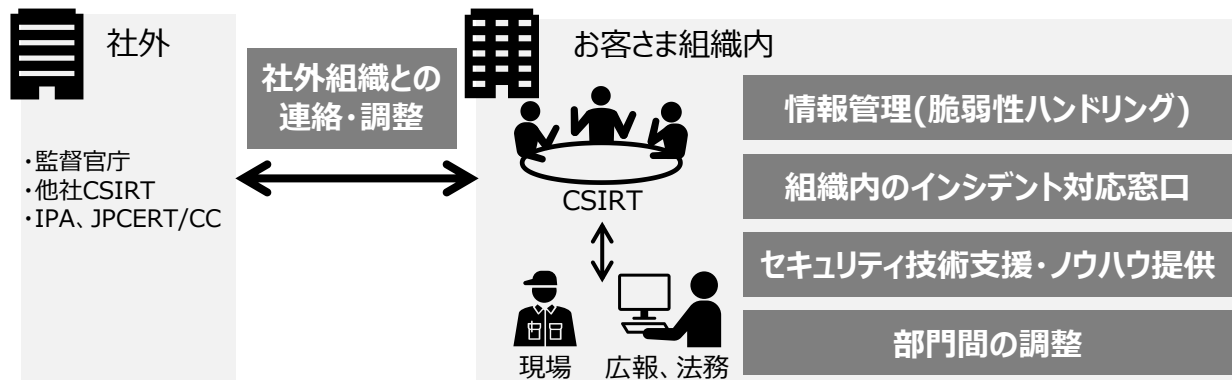 社外
・監督官庁
・他社CSIRT
・IPA、JPCERT/CC
社外組織との
連絡・調整
お客さま組織内
CSIRT
現場
広報、法務
情報管理(脆弱性ハンドリング)
組織内のインシデント対応窓口
セキュリティ技術支援・ノウハウ提供
部門間の調整